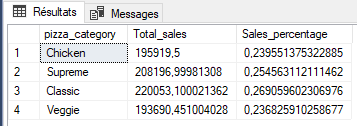 Résultats Messages
pizza_category Total_sales Sales_percentage
1 Chicken 195919,5 0,239551375322885
2 Supreme 208196,99981308 0,254563112111462
3 Classic 220053,100021362 0,269059602306976
4 Veggie 193690,451004028 0,236825910258677